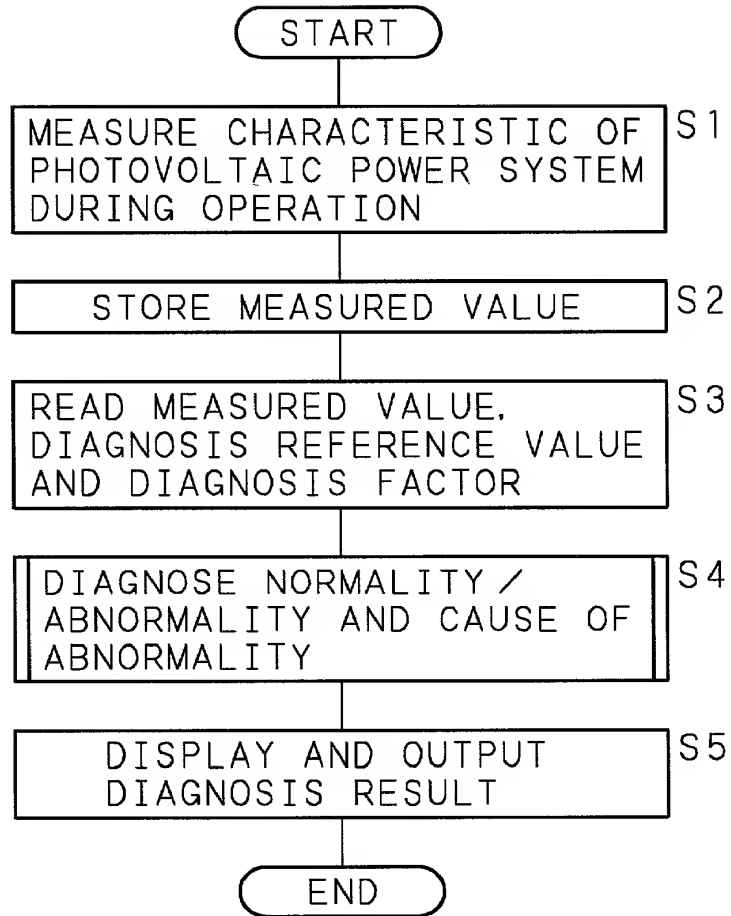 START
MEASURE CHARACTERISTIC OF
PHOTOVOLTAIC POWER SYSTEM
DURING OPERATION
S1
STORE MEASURED VALUE
S2
READ MEASURED VALUE,
DIAGNOSIS REFERENCE VALUE
AND DIAGNOSIS FACTOR
S3
DIAGNOSE NORMALITY/
ABNORMALITY AND CAUSE OF
ABNORMALITY
S4
DISPLAY AND OUTPUT
DIAGNOSIS RESULT
S5
END